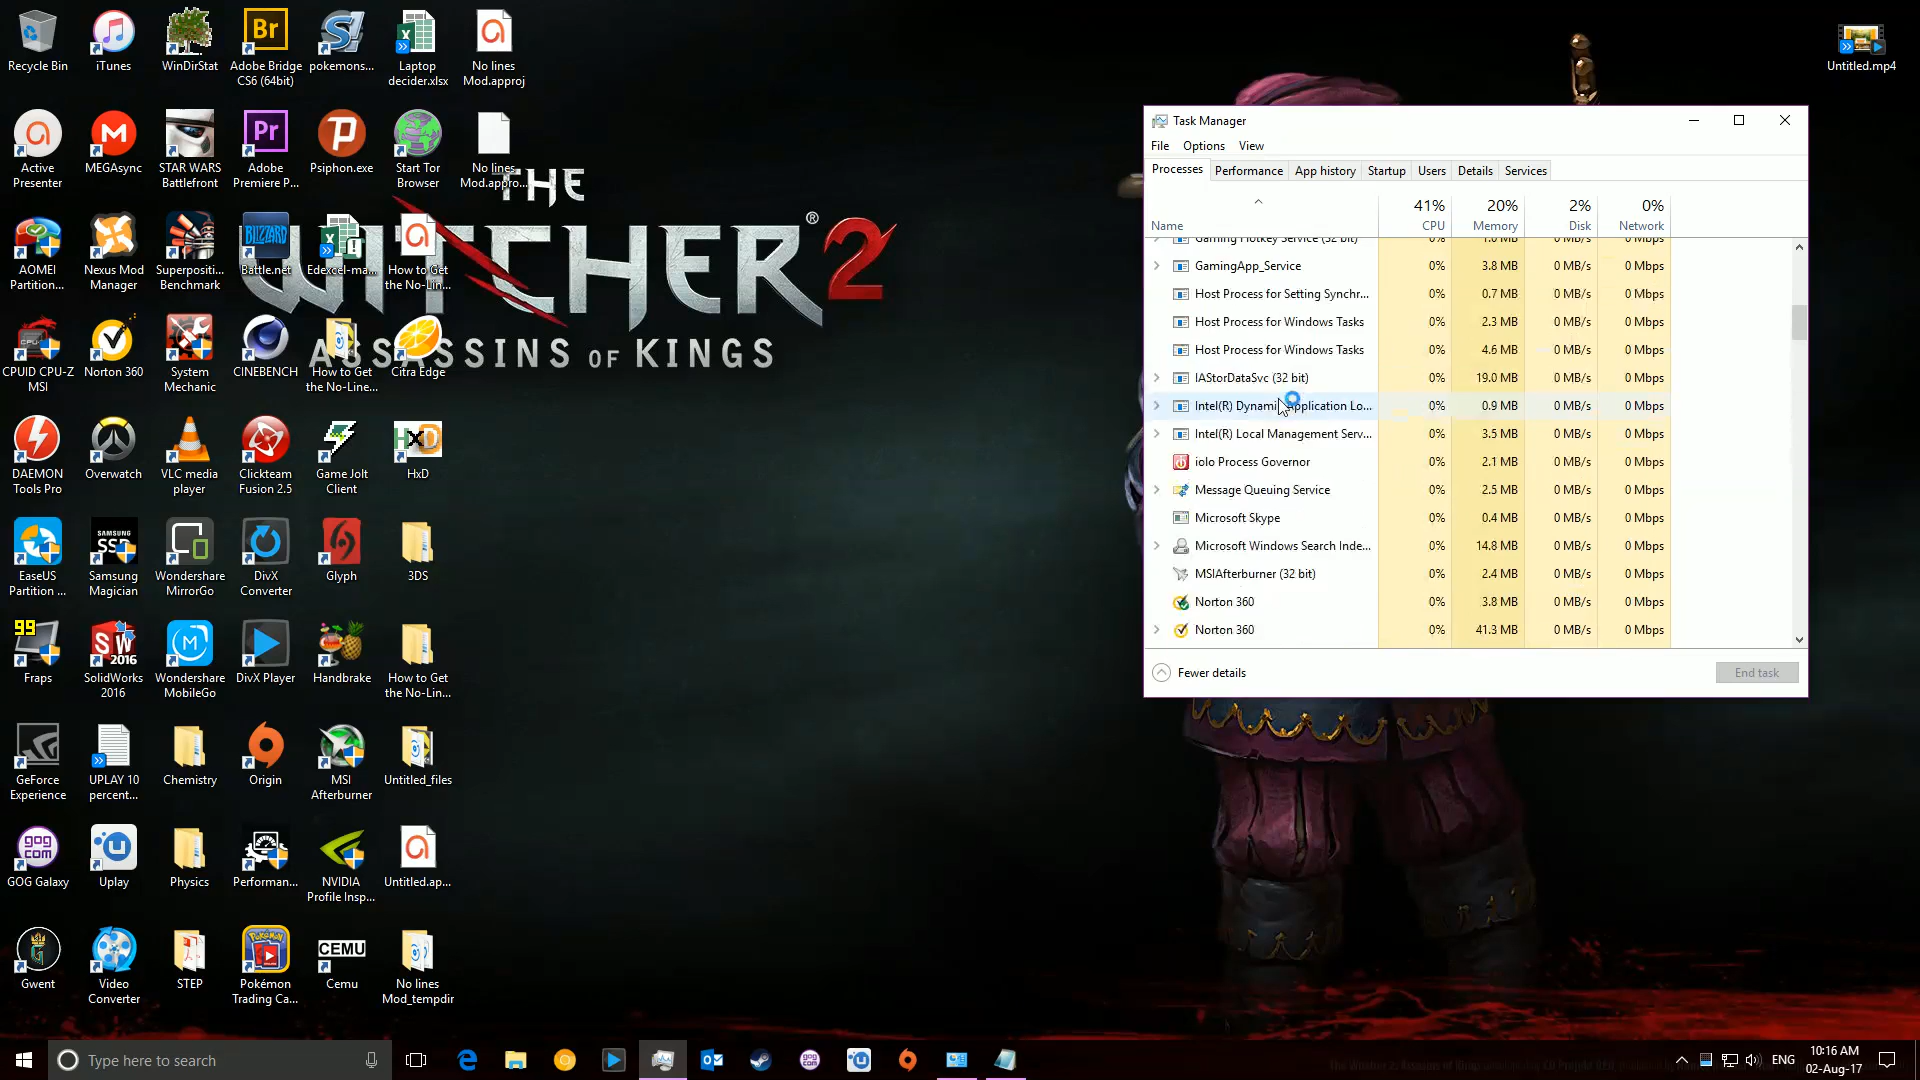 Recycle Bin
iTunes
WinDirStat
Adobe Bridge
CS6 (64bit)
pokemons...
Laptop
decider.xlsx
No lines
Mod.approj
Untitled.mp4
Active
Presenter
MEGAsync
STAR WARS
Battlefront
Adobe
Premiere P...
Psiphon.exe
Start Tor
Browser
No lines
Mod.appro...
AOMEI
Partition...
Nexus Mod
Manager
Superpositi...
Benchmark
Battle.net
Edexcel-ma...
How to Get
the No-Lin...
CPUID CPU-Z
MSI
Norton 360
System
Mechanic
CINEBENCH
How to Get
the No-Line...
Citra Edge
DAEMON
Tools Pro
Overwatch
VLC media
player
Clickteam
Fusion 2.5
Game Jolt
Client
HxD
EaseUS
Partition ...
Samsung
Magician
Wondershare
MirrorGo
DivX
Converter
Glyph
3DS
Fraps
SolidWorks
2016
Wondershare
MobileGo
DivX Player
Handbrake
How to Get
the No-Lin...
GeForce
Experience
UPLAY 10
percent...
Chemistry
Origin
MSI
Afterburner
Untitled_files
GOG Galaxy
Uplay
Physics
Performan...
NVIDIA
Profile Insp...
Untitled.ap...
Gwent
Video
Converter
STEP
Pokémon
Trading Ca...
Cemu
No lines
Mod_tempdir
THE
WITCHER 2
®
ASSASSINS OF KINGS
Task Manager
File Options View
Processes Performance App history Startup Users Details Services
41% 20% 2% 0%
Name CPU Memory Disk Network
Gaming Hotkey Service (32 bit) 0% 1.0 MB 0 MB/s 0 Mbps
GamingApp_Service 0% 3.8 MB 0 MB/s 0 Mbps
Host Process for Setting Synchr... 0% 0.7 MB 0 MB/s 0 Mbps
Host Process for Windows Tasks 0% 2.3 MB 0 MB/s 0 Mbps
Host Process for Windows Tasks 0% 4.6 MB 0 MB/s 0 Mbps
IAStorDataSvc (32 bit) 0% 19.0 MB 0 MB/s 0 Mbps
Intel(R) Dynamic Application Lo... 0% 0.9 MB 0 MB/s 0 Mbps
Intel(R) Local Management Serv... 0% 3.5 MB 0 MB/s 0 Mbps
iolo Process Governor 0% 2.1 MB 0 MB/s 0 Mbps
Message Queuing Service 0% 2.5 MB 0 MB/s 0 Mbps
Microsoft Skype 0% 0.4 MB 0 MB/s 0 Mbps
Microsoft Windows Search Inde... 0% 14.8 MB 0 MB/s 0 Mbps
MSIAfterburner (32 bit) 0% 2.4 MB 0 MB/s 0 Mbps
Norton 360 0% 3.8 MB 0 MB/s 0 Mbps
Norton 360 0% 41.3 MB 0 MB/s 0 Mbps
Fewer details
End task
Type here to search
ENG
10:16 AM
02-Aug-17